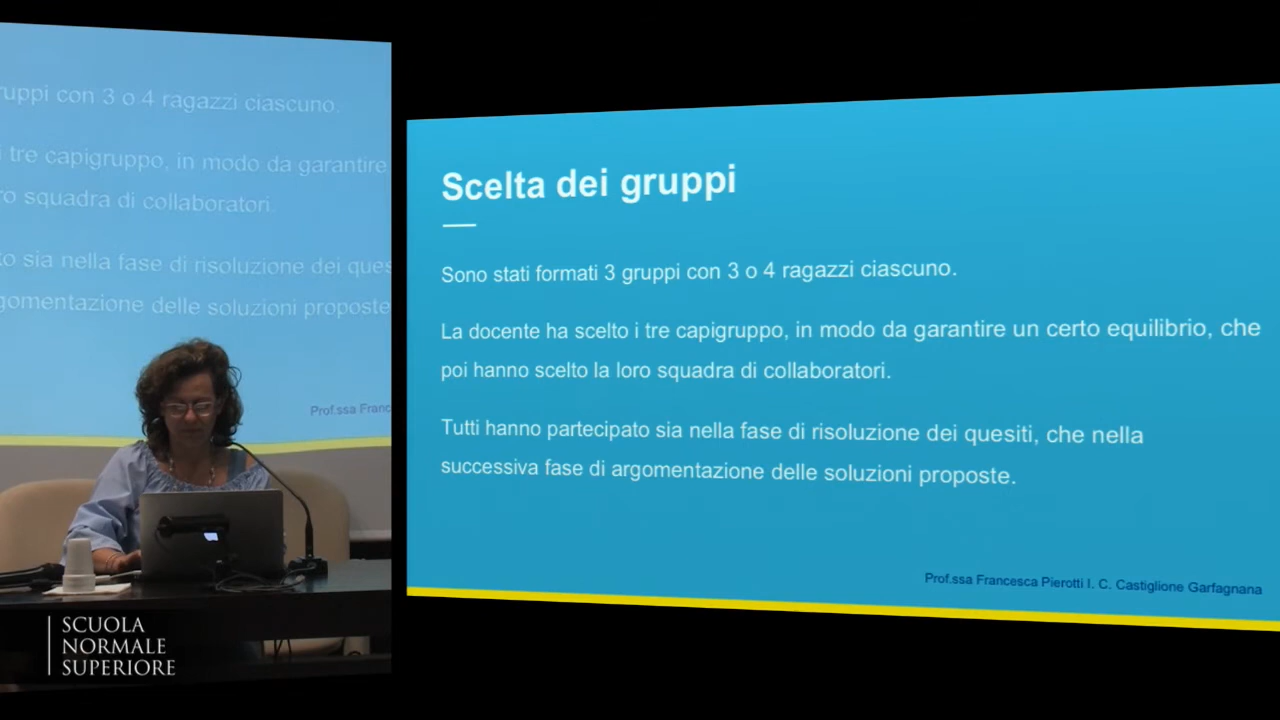 ruppi con 3 o 4 ragazzi ciascuno.
i tre capigruppo, in modo da garantire
ro squadra di collaboratori.
to sia nella fase di risoluzione dei ques
gomentazione delle soluzioni proposte
Prof.ssa Franc
SCUOLA
NORMALE
SUPERIORE
Scelta dei gruppi
Sono stati formati 3 gruppi con 3 o 4 ragazzi ciascuno.
La docente ha scelto i tre capigruppo, in modo da garantire un certo equilibrio, che
poi hanno scelto la loro squadra di collaboratori.
Tutti hanno partecipato sia nella fase di risoluzione dei quesiti, che nella
successiva fase di argomentazione delle soluzioni proposte.
Prof.ssa Francesca Pierotti I. C. Castiglione Garfagnana